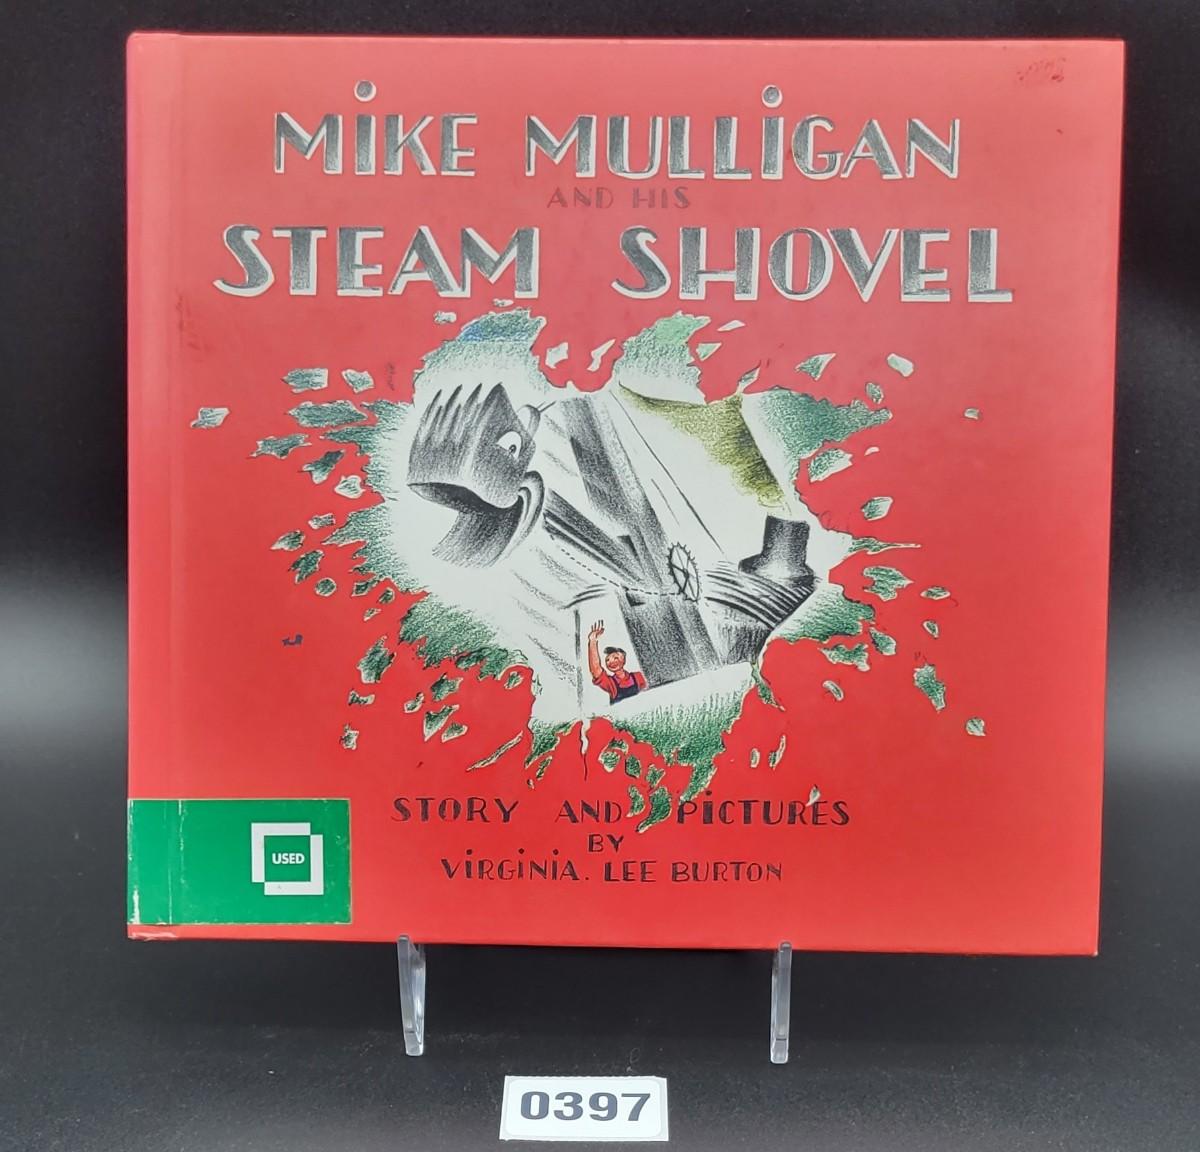 MiKE MULLiGAN
AND HIS
STEAM SHOVEL
STORY AND PiCTURES
BY
ViRGiNiA. LEE BURTON
USED
0397